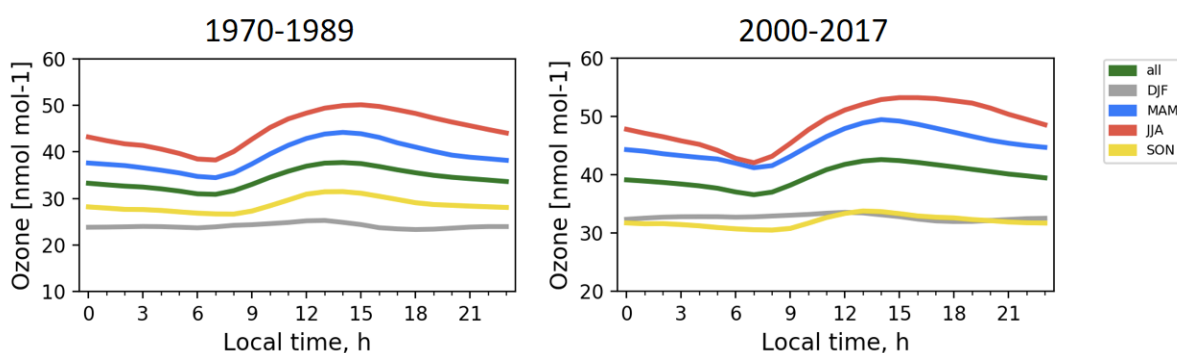 1970-1989
2000-2017
60
50
40
30
20
10
Ozone [nmol mol-1]
0 3 6 9 12 15 18 21
Local time, h
60
50
40
30
20
Ozone [nmol mol-1]
0 3 6 9 12 15 18 21
Local time, h
all
DJF
MAM
JJA
SON